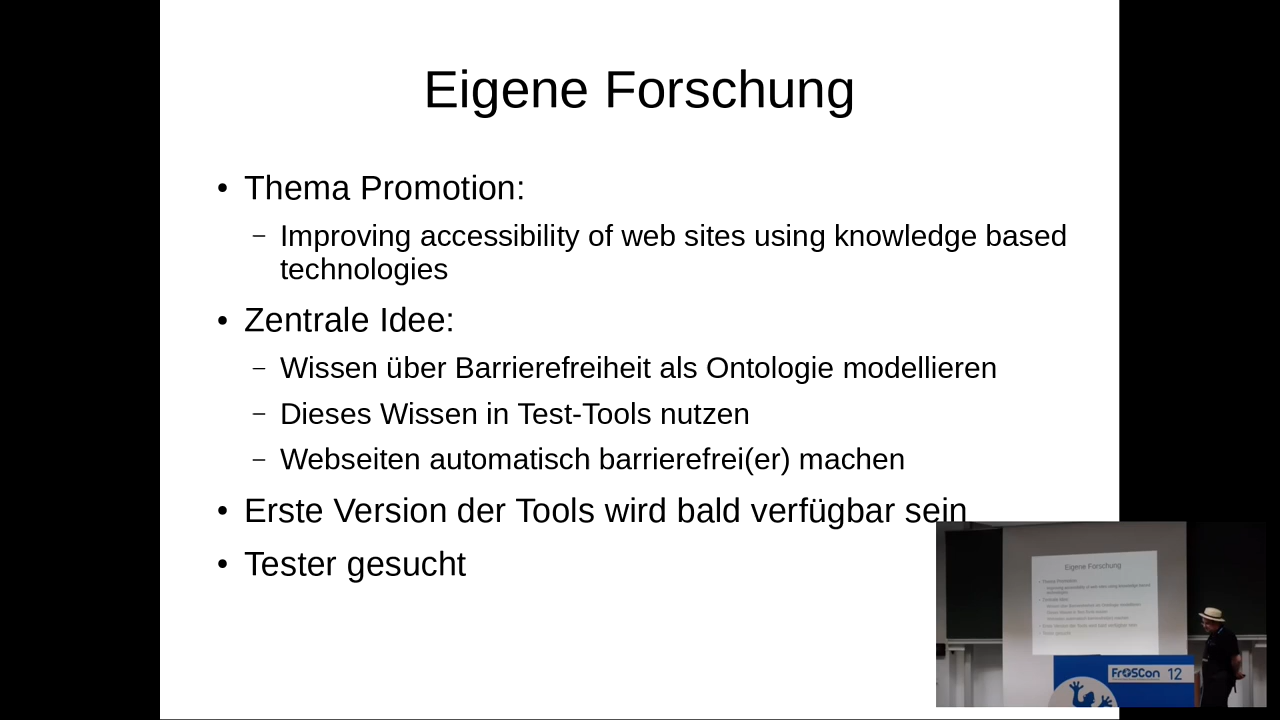 Eigene Forschung
• Thema Promotion:
– Improving accessibility of web sites using knowledge based
technologies
• Zentrale Idee:
– Wissen über Barrierefreiheit als Ontologie modellieren
– Dieses Wissen in Test-Tools nutzen
– Webseiten automatisch barrierefrei(er) machen
• Erste Version der Tools wird bald verfügbar sein
• Tester gesucht
Eigene Forschung
FrOSCon 12